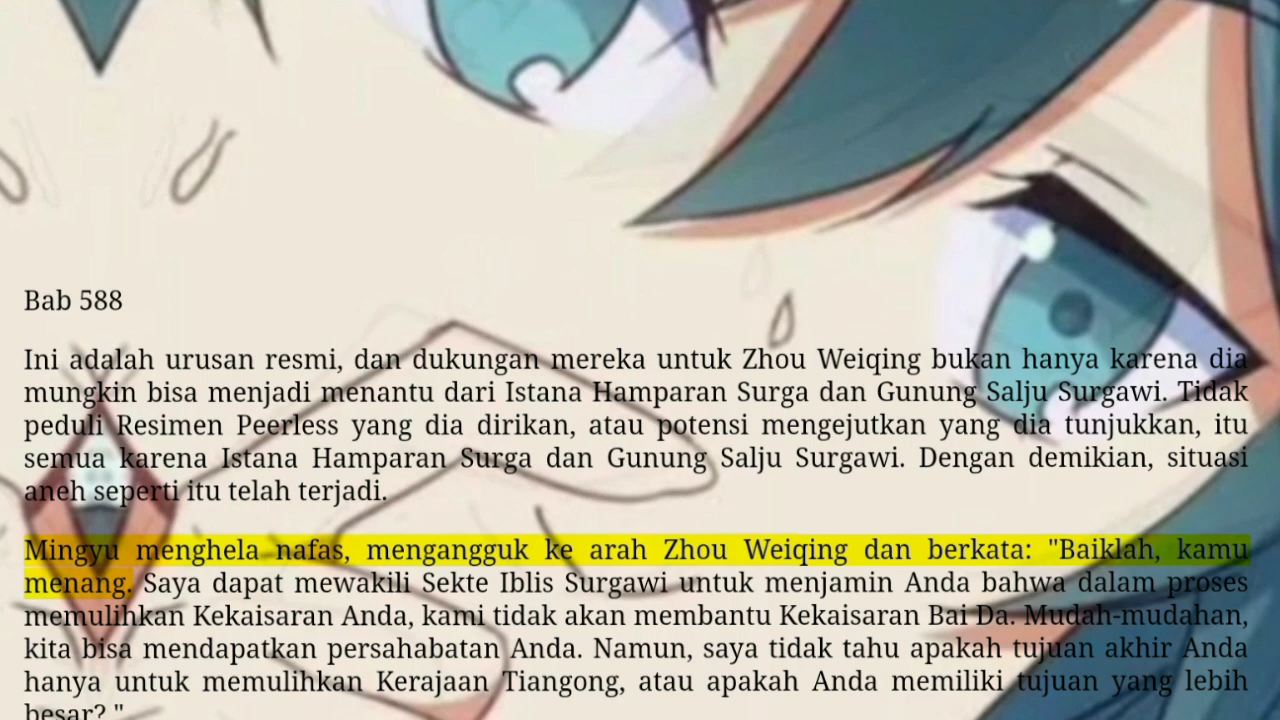 Bab 588
Ini adalah urusan resmi, dan dukungan mereka untuk Zhou Weiqing bukan hanya karena dia
mungkin bisa menjadi menantu dari Istana Hamparan Surga dan Gunung Salju Surgawi. Tidak
peduli Resimen Peerless yang dia dirikan, atau potensi mengejutkan yang dia tunjukkan, itu
semua karena Istana Hamparan Surga dan Gunung Salju Surgawi. Dengan demikian, situasi
aneh seperti itu telah terjadi.
Mingyu menghela nafas, mengangguk ke arah Zhou Weiqing dan berkata: "Baiklah, kamu
menang. Saya dapat mewakili Sekte Iblis Surgawi untuk menjamin Anda bahwa dalam proses
memulihkan Kekaisaran Anda, kami tidak akan membantu Kekaisaran Bai Da. Mudah-mudahan,
kita bisa mendapatkan persahabatan Anda. Namun, saya tidak tahu apakah tujuan akhir Anda
hanya untuk memulihkan Kerajaan Tiangong, atau apakah Anda memiliki tujuan yang lebih
besar? "